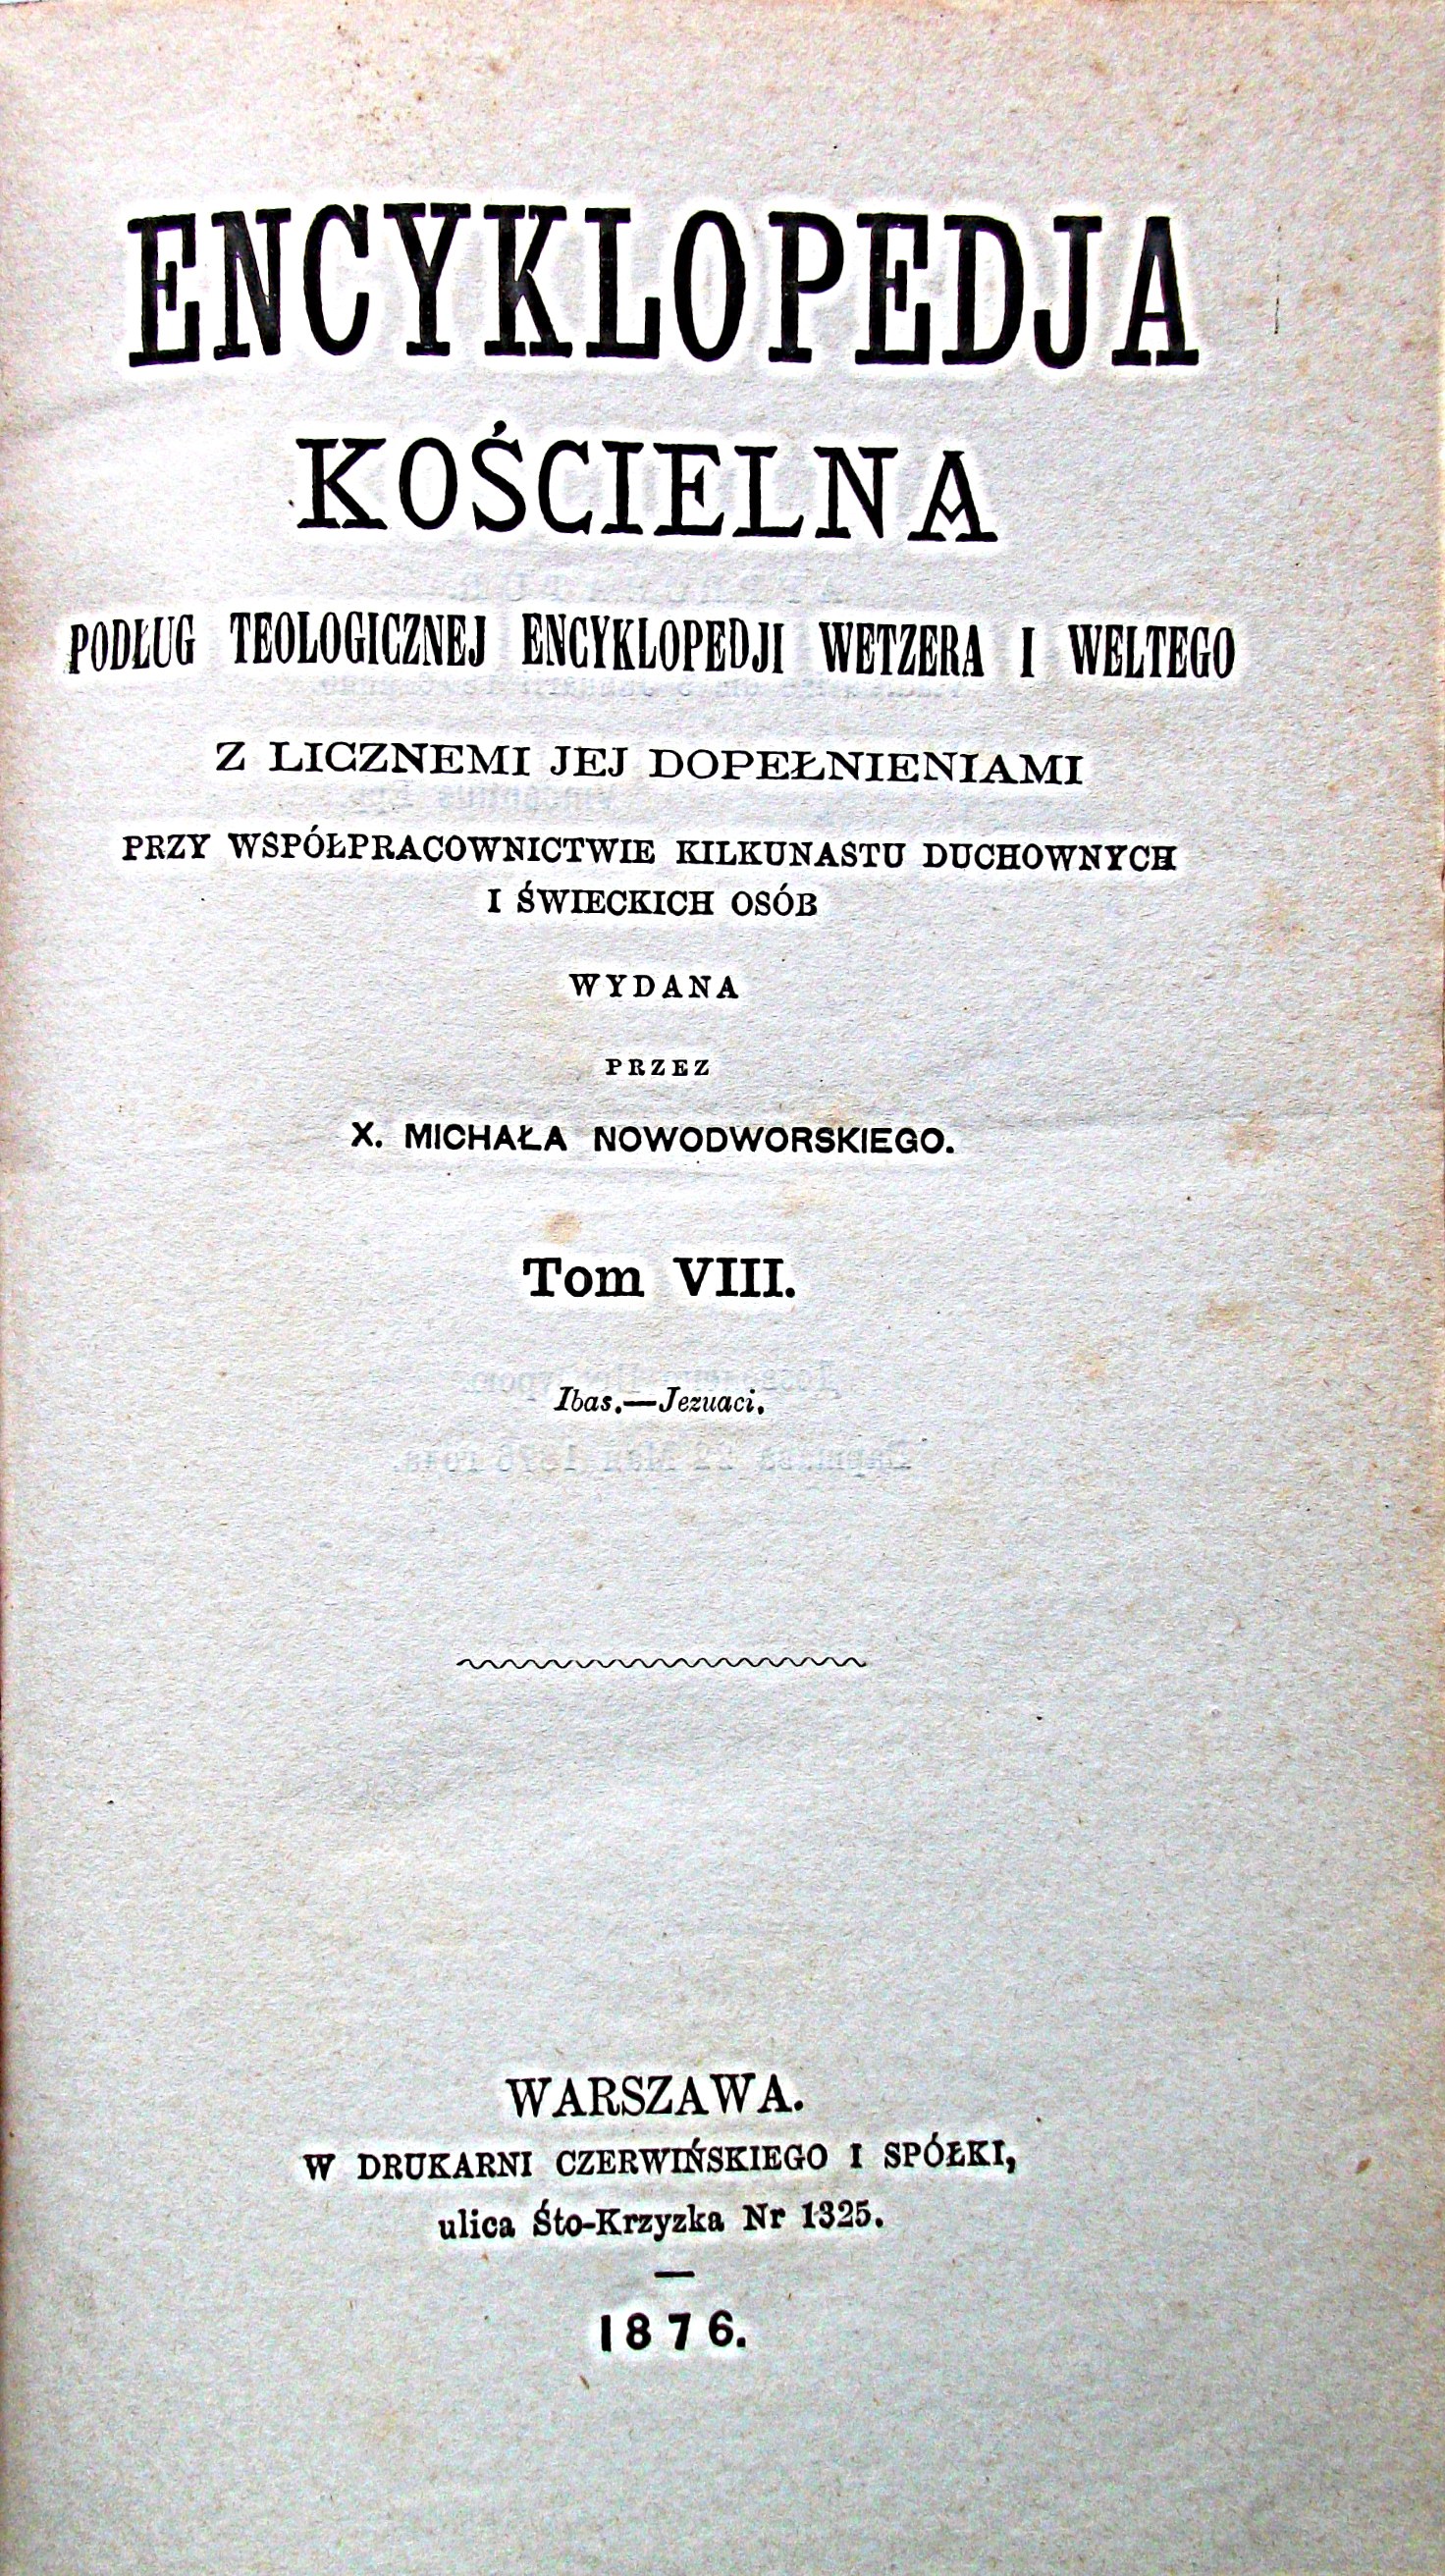 ENCYKLOPEDJA
KOŚCIELNA
PODŁUG TEOLOGICZNEJ ENCYKLOPEDJI WETZERA I WELTEGO
Z LICZNEMI JEJ DOPEŁNIENIAMI
PRZY WSPÓŁPRACOWNICTWIE KILKUNASTU DUCHOWNYCH
I ŚWIECKICH OSÓB
WYDANA
PRZEZ
X. MICHAŁA NOWODWORSKIEGO.
Tom VIII.
Ibas.—Jezuaci.
WARSZAWA.
W DRUKARNI CZERWIŃSKIEGO I SPÓŁKI,
ulica Śto-Krzyzka Nr 1325.
1876.